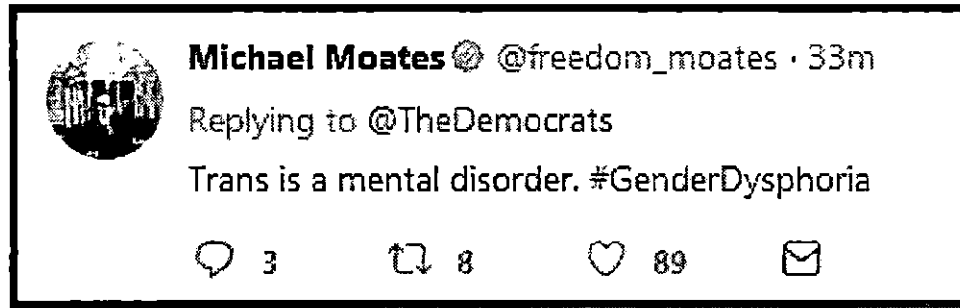 Michael Moates @freedom_moates · 33m
Replying to @TheDemocrats
Trans is a mental disorder. #GenderDysphoria
3 8 89